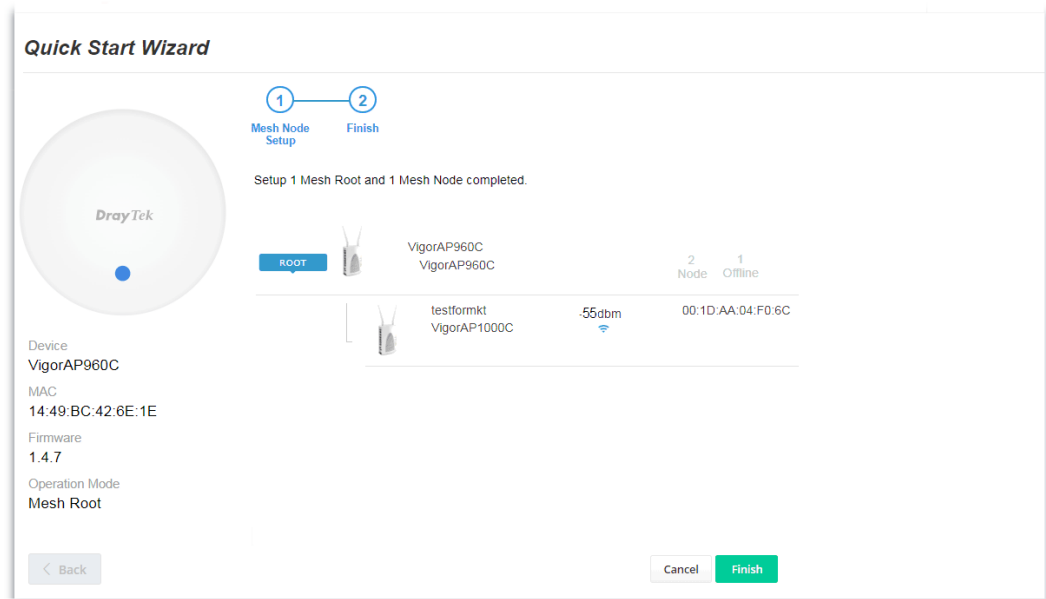 Quick Start Wizard
1
2
Mesh Node
Setup
Finish
Setup 1 Mesh Root and 1 Mesh Node completed.
DrayTek
ROOT
VigorAP960C
VigorAP960C
2
Node
1
Offline
testformkt
VigorAP1000C
-55dbm
00:1D:AA:04:F0:6C
Device
VigorAP960C
MAC
14:49:BC:42:6E:1E
Firmware
1.4.7
Operation Mode
Mesh Root
Back
Cancel
Finish